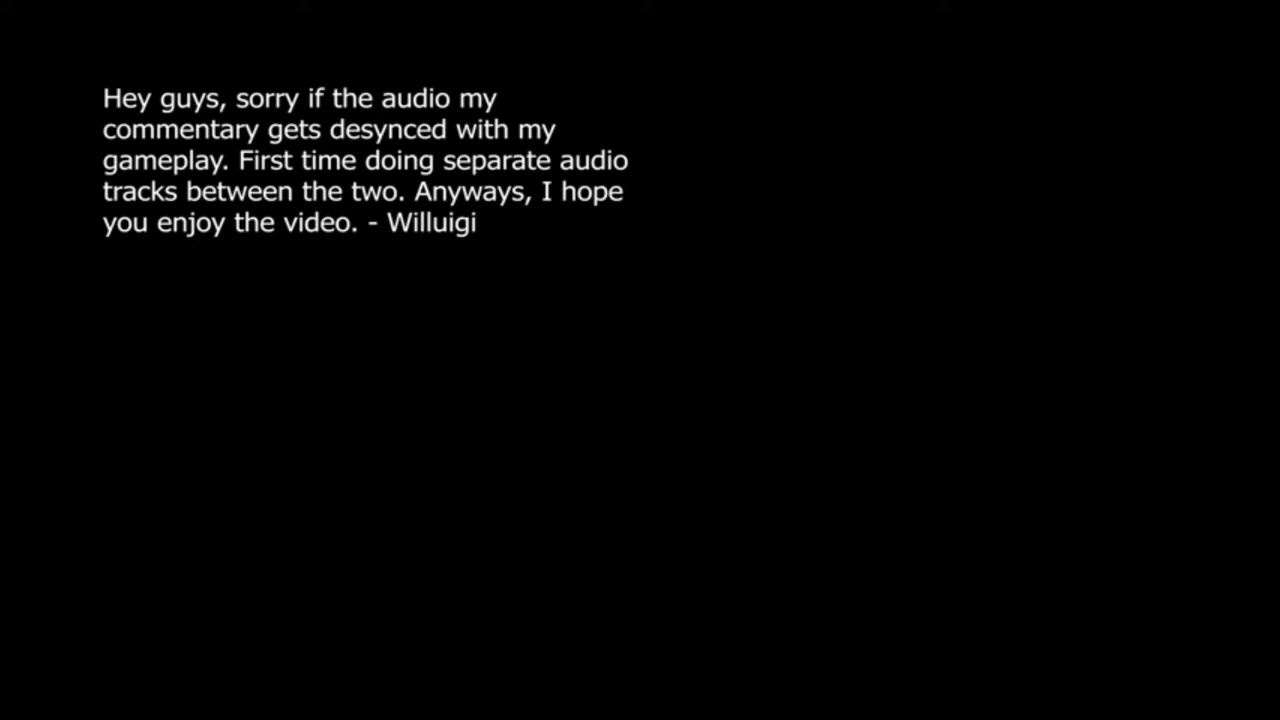 Hey guys, sorry if the audio my
commentary gets desynced with my
gameplay. First time doing separate audio
tracks between the two. Anyways, I hope
you enjoy the video. - Willuigi